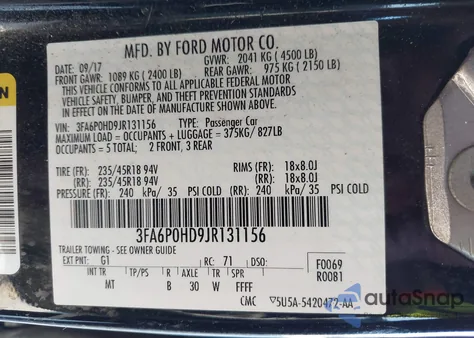 MFD. BY FORD MOTOR CO.
DATE: 09/17 GVWR: 2041 KG ( 4500 LB)
FRONT GAWR: 1089 KG ( 2400 LB) REAR GAWR: 975 KG ( 2150 LB)
THIS VEHICLE CONFORMS TO ALL APPLICABLE FEDERAL MOTOR
VEHICLE SAFETY, BUMPER, AND THEFT PREVENTION STANDARDS
IN EFFECT ON THE DATE OF MANUFACTURE SHOWN ABOVE.
VIN: 3FA6P0HD9JR131156 TYPE: Passenger Car
MAXIMUM LOAD = OCCUPANTS + LUGGAGE = 375KG/ 827LB
OCCUPANTS = 5 TOTAL: 2 FRONT, 3 REAR
TIRE (FR): 235/45R18 94V RIMS (FR): 18x8.0J
(RR): 235/45R18 94V (RR): 18x8.0J
PRESSURE (FR): 240 kPa/ 35 PSI COLD (RR): 240 kPa/ 35 PSI COLD
3FA6P0HD9JR131156
TRAILER TOWING - SEE OWNER GUIDE
EXT PNT: G1 RC: 71 DSO: F0069
INT TR TP/PS R AXLE TR SPR R0081
MT B 30 W FFFF
CMC 5U5A-5420472-AA
autoSnap